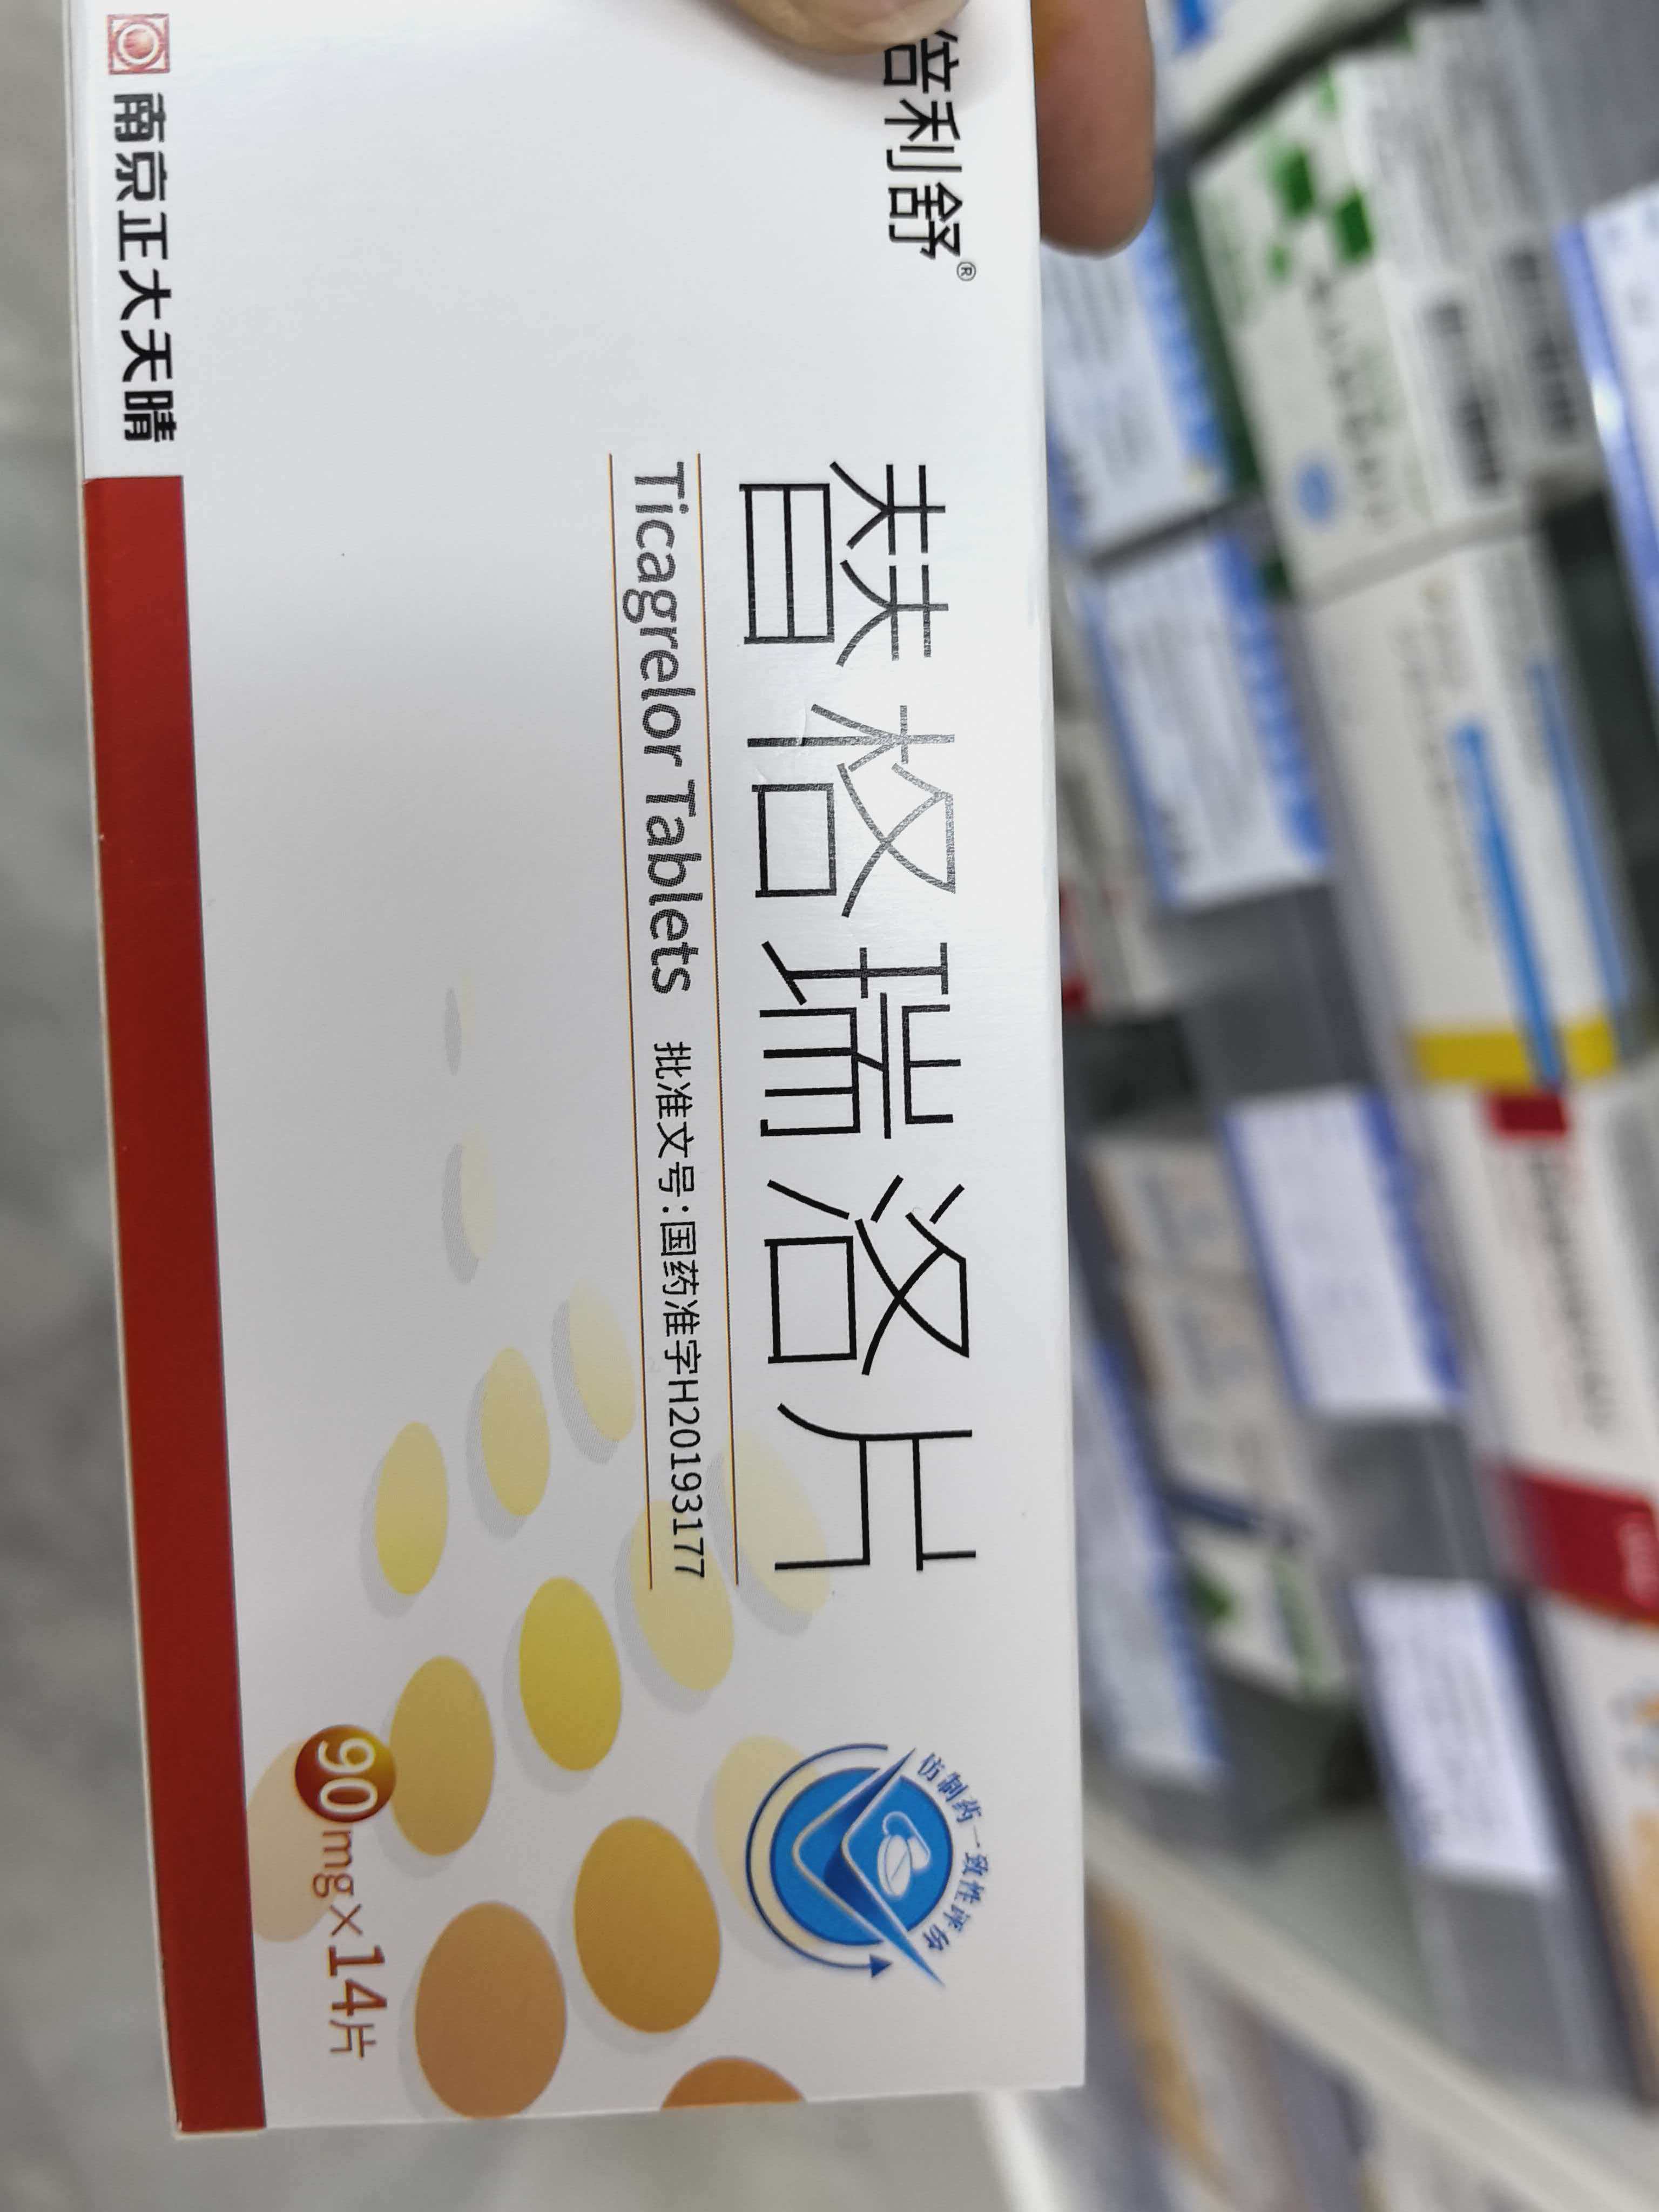 倍利舒®
替格瑞洛片
Ticagrelor Tablets 批准文号:国药准字H20193177
仿制药一致性评价
90mg×14片
南京正大天晴